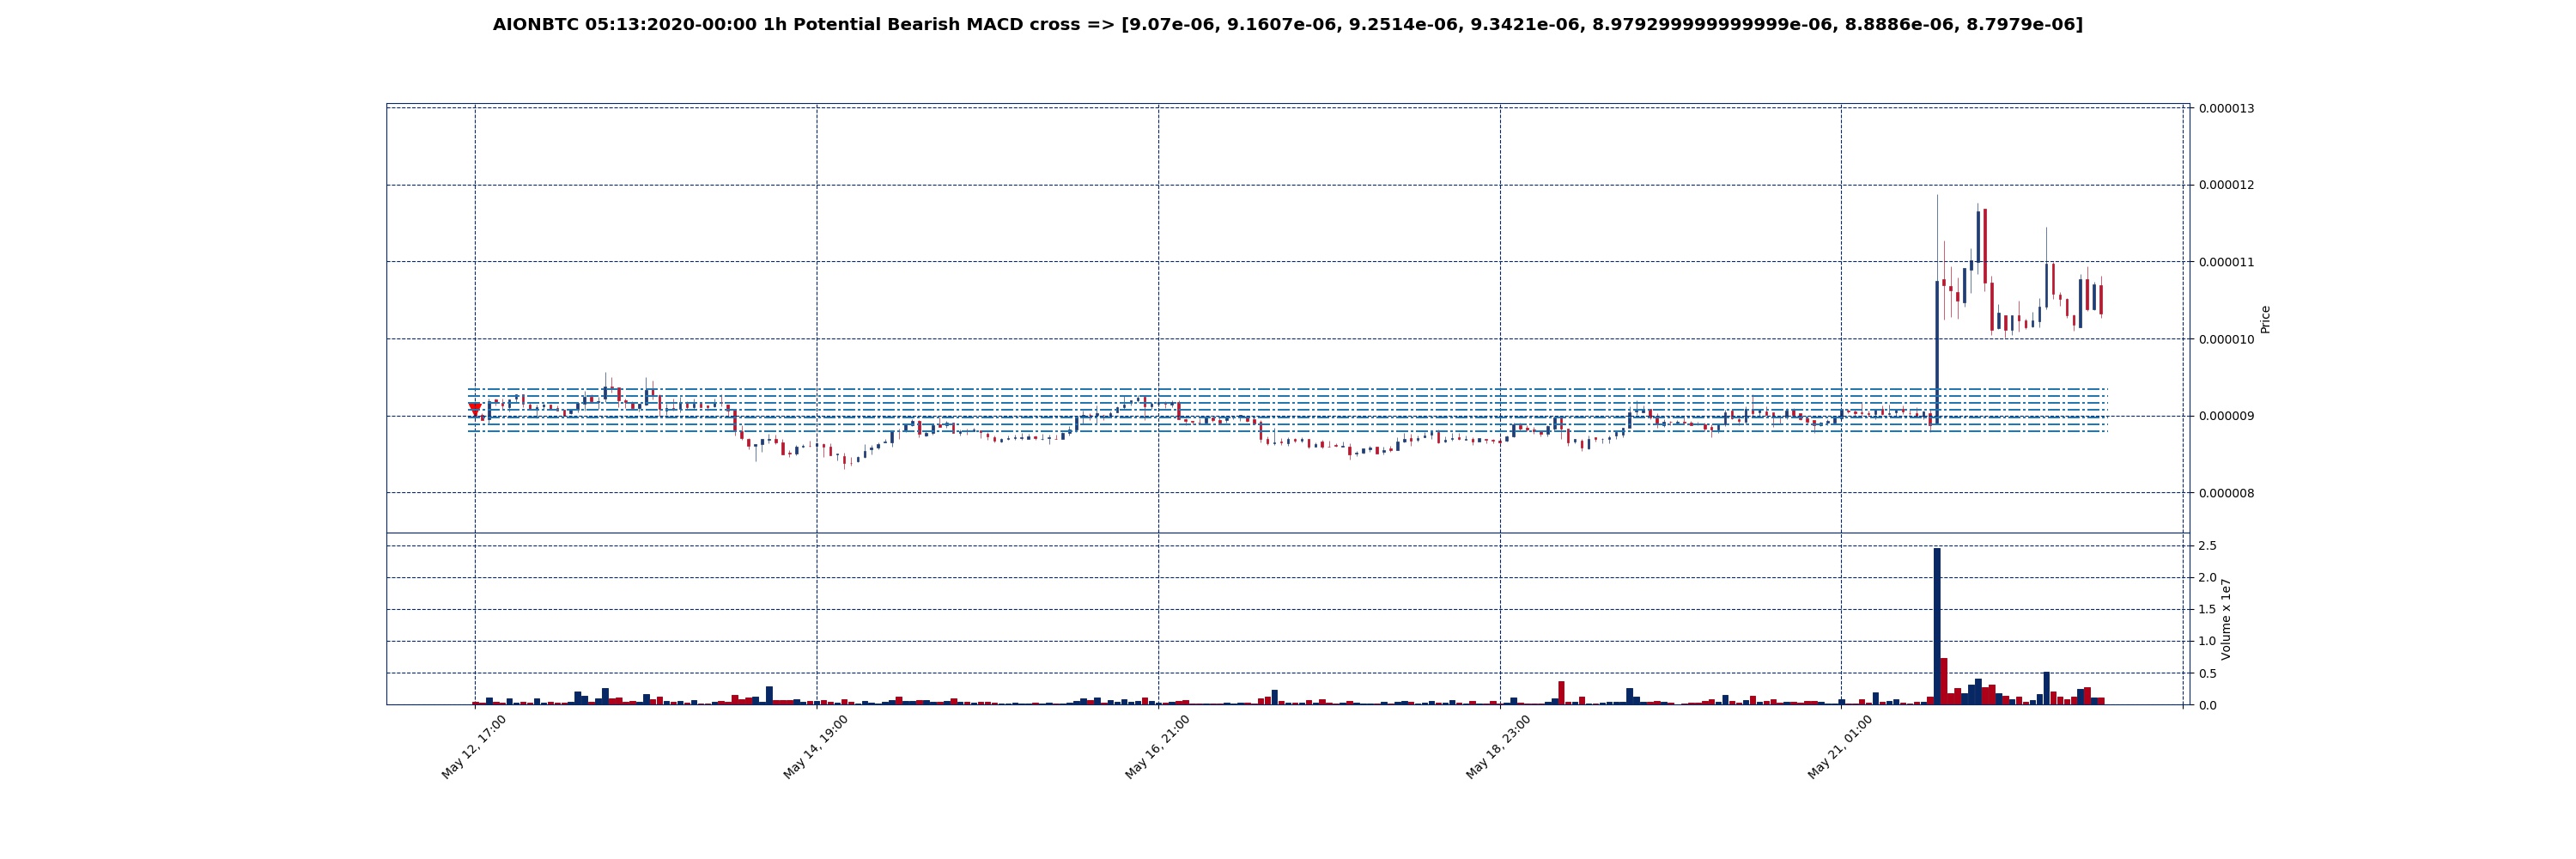 AIONBTC 05:13:2020-00:00 1h Potential Bearish MACD cross => [9.07e-06, 9.1607e-06, 9.2514e-06, 9.3421e-06, 8.979299999999999e-06, 8.8886e-06, 8.7979e-06]
0.000013
0.000012
0.000011
0.000010
0.000009
0.000008
Price
2.5
2.0
1.5
1.0
0.5
0.0
Volume x 1e7
May 12, 17:00
May 14, 19:00
May 16, 21:00
May 18, 23:00
May 21, 01:00